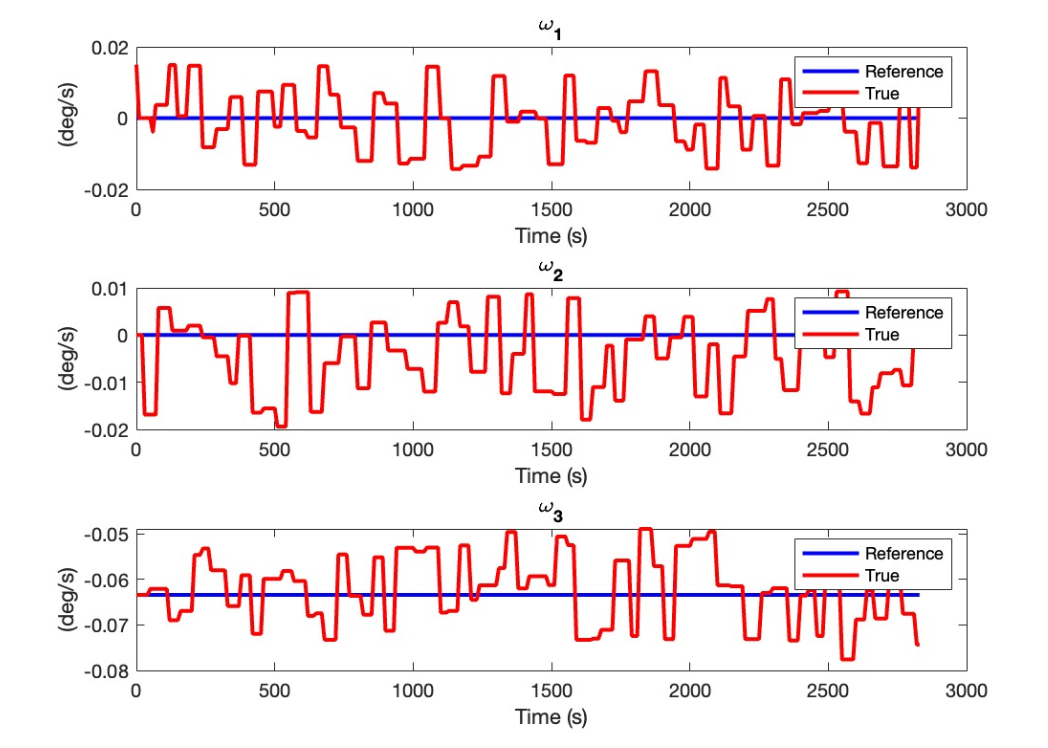 ω1
0.02
0
-0.02
(deg/s)
Reference
True
0 500 1000 1500 2000 2500 3000
Time (s)
ω2
0.01
0
-0.01
-0.02
(deg/s)
Reference
True
0 500 1000 1500 2000 2500 3000
Time (s)
ω3
-0.05
-0.06
-0.07
-0.08
(deg/s)
Reference
True
0 500 1000 1500 2000 2500 3000
Time (s)